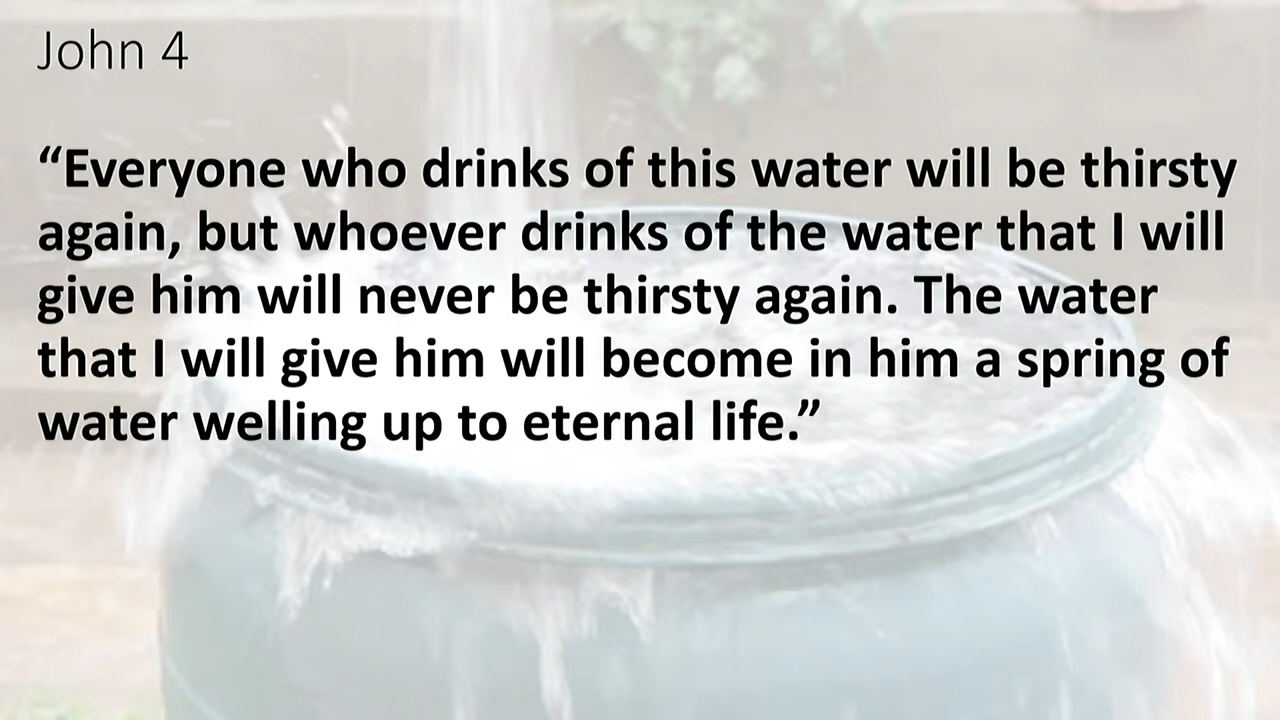 John 4
“Everyone who drinks of this water will be thirsty
again, but whoever drinks of the water that I will
give him will never be thirsty again. The water
that I will give him will become in him a spring of
water welling up to eternal life.”